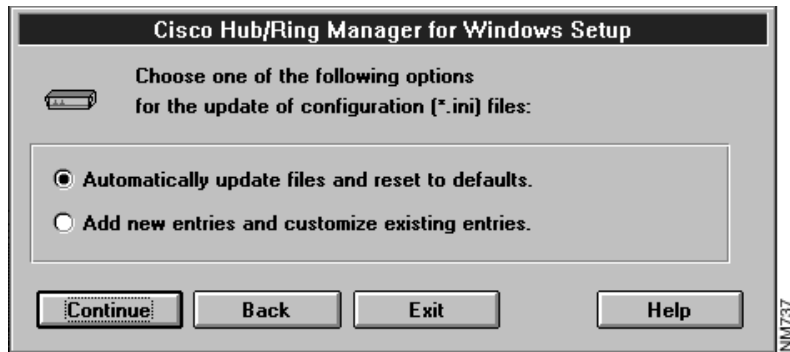 Cisco Hub/Ring Manager for Windows Setup
Choose one of the following options
for the update of configuration (*.ini) files:
Automatically update files and reset to defaults.
Add new entries and customize existing entries.
Continue Back Exit Help
NM737